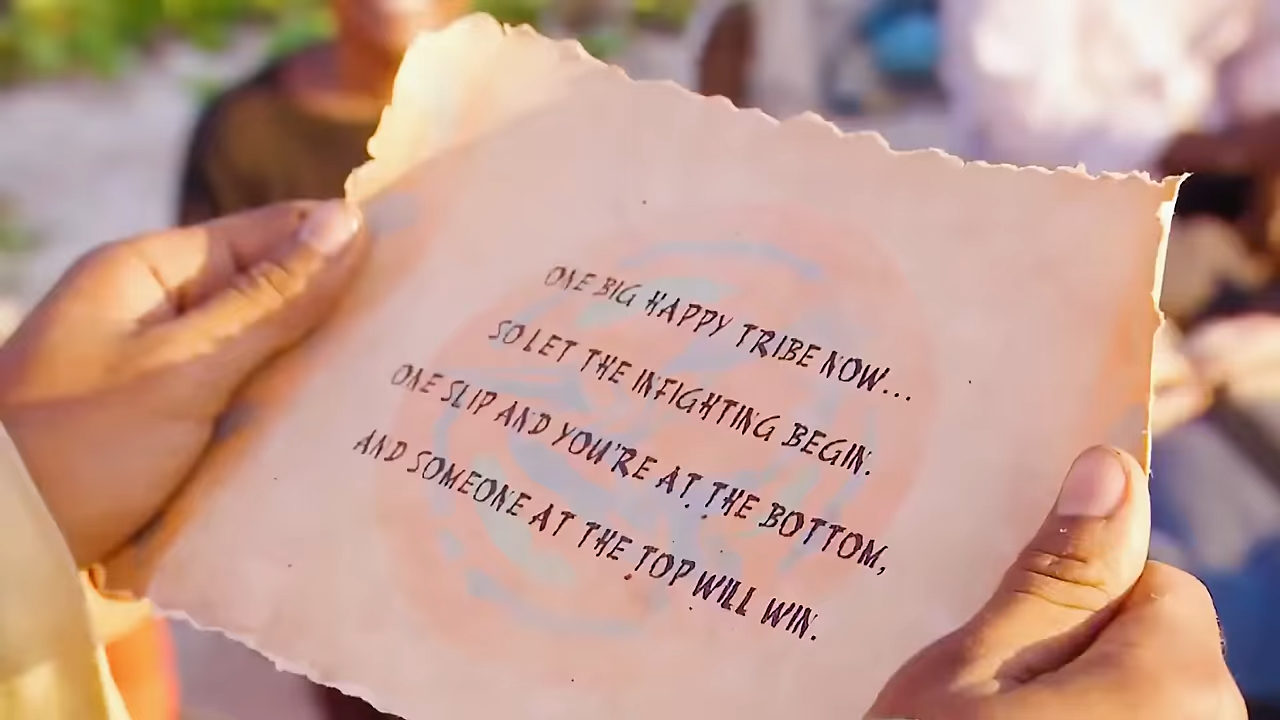 ONE BIG HAPPY TRIBE NOW...
SO LET THE INFIGHTING BEGIN.
ONE SLIP AND YOU'RE AT THE BOTTOM,
AND SOMEONE AT THE TOP WILL WIN.